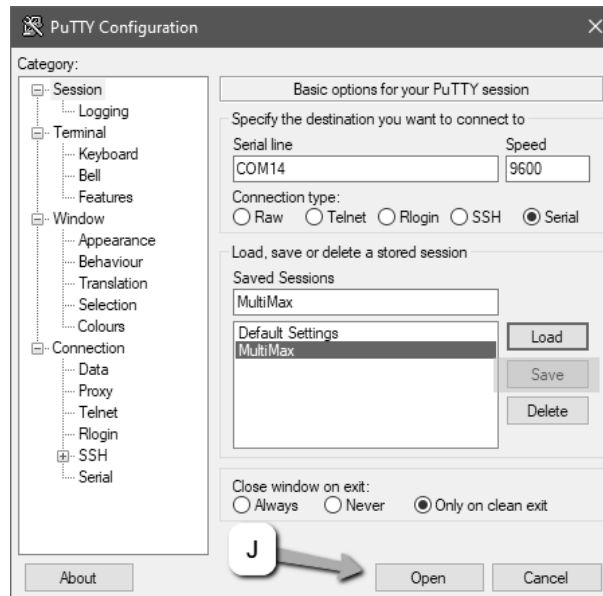 PuTTY Configuration
Category:
Session
Logging
Terminal
Keyboard
Bell
Features
Window
Appearance
Behaviour
Translation
Selection
Colours
Connection
Data
Proxy
Telnet
Rlogin
SSH
Serial
Basic options for your PuTTY session
Specify the destination you want to connect to
Serial line Speed
COM14 9600
Connection type:
Raw Telnet Rlogin SSH Serial
Load, save or delete a stored session
Saved Sessions
MultiMax
Default Settings
MultiMax
Load
Save
Delete
Close window on exit:
Always Never Only on clean exit
J
About Open Cancel